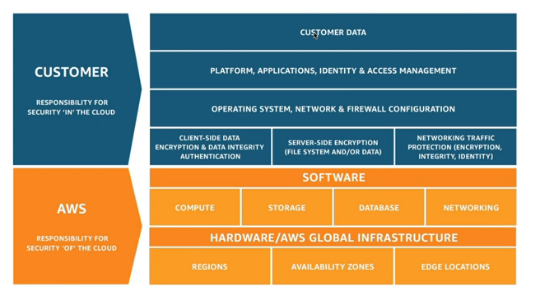 CUSTOMER DATA
CUSTOMER
RESPONSIBILITY FOR
SECURITY 'IN' THE CLOUD
PLATFORM, APPLICATIONS, IDENTITY & ACCESS MANAGEMENT
OPERATING SYSTEM, NETWORK & FIREWALL CONFIGURATION
CLIENT-SIDE DATA
ENCRYPTION & DATA INTEGRITY
AUTHENTICATION
SERVER-SIDE ENCRYPTION
(FILE SYSTEM AND/OR DATA)
NETWORKING TRAFFIC
PROTECTION (ENCRYPTION,
INTEGRITY, IDENTITY)
AWS
RESPONSIBILITY FOR
SECURITY 'OF' THE CLOUD
SOFTWARE
COMPUTE
STORAGE
DATABASE
NETWORKING
HARDWARE/AWS GLOBAL INFRASTRUCTURE
REGIONS
AVAILABILITY ZONES
EDGE LOCATIONS